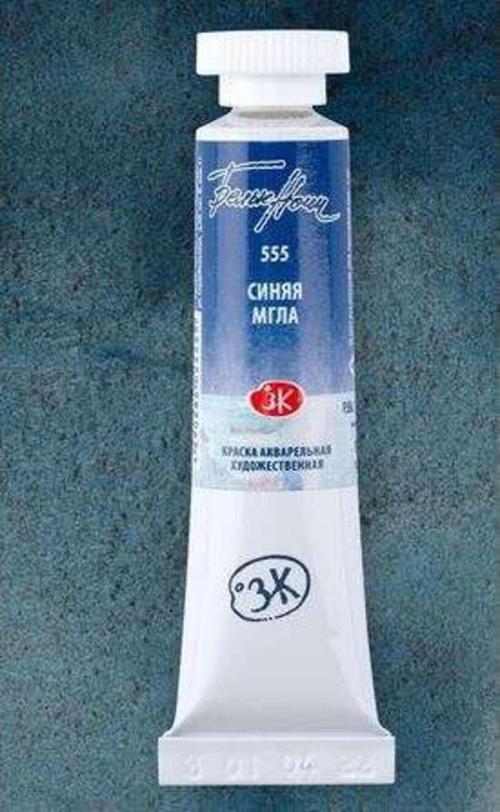 Белые Ночи
555
СИНЯЯ
МГЛА
ЗК
КРАСКА АКВАРЕЛЬНАЯ
ХУДОЖЕСТВЕННАЯ
ЗК